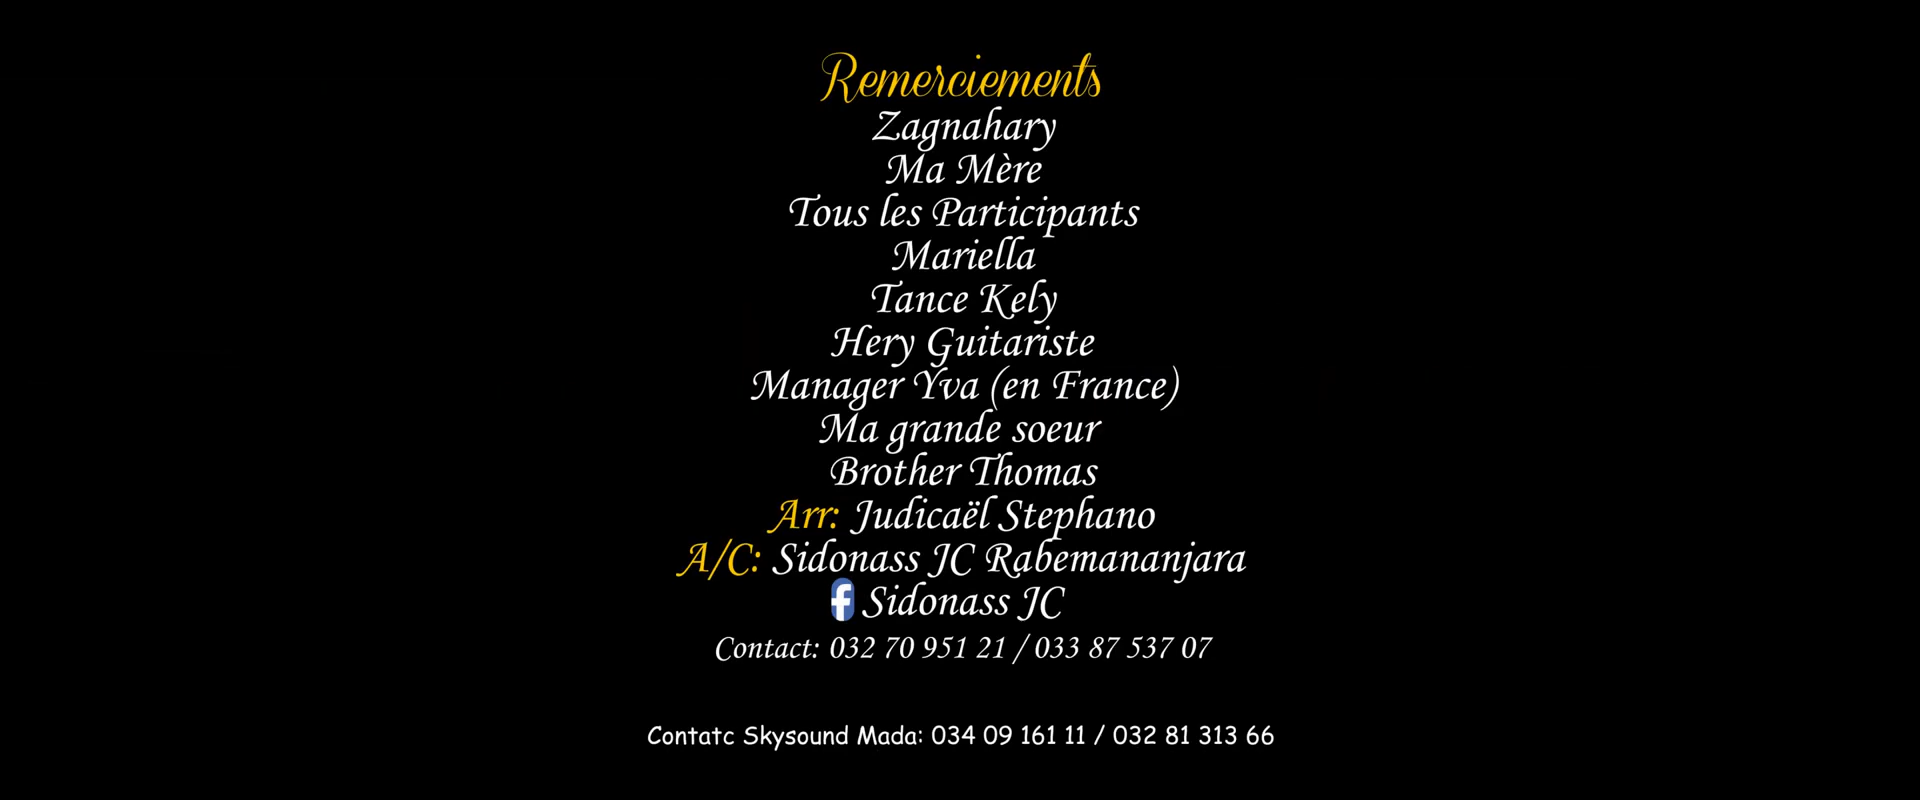 Remerciements
Zagnahary
Ma Mère
Tous les Participants
Mariella
Tance Kely
Hery Guitariste
Manager Yva (en France)
Ma grande soeur
Brother Thomas
Arr: Judicaël Stephano
A/C: Sidonass JC Rabemananjara
f Sidonass JC
Contact: 032 70 951 21 / 033 87 537 07
Contatc Skysound Mada: 034 09 161 11 / 032 81 313 66